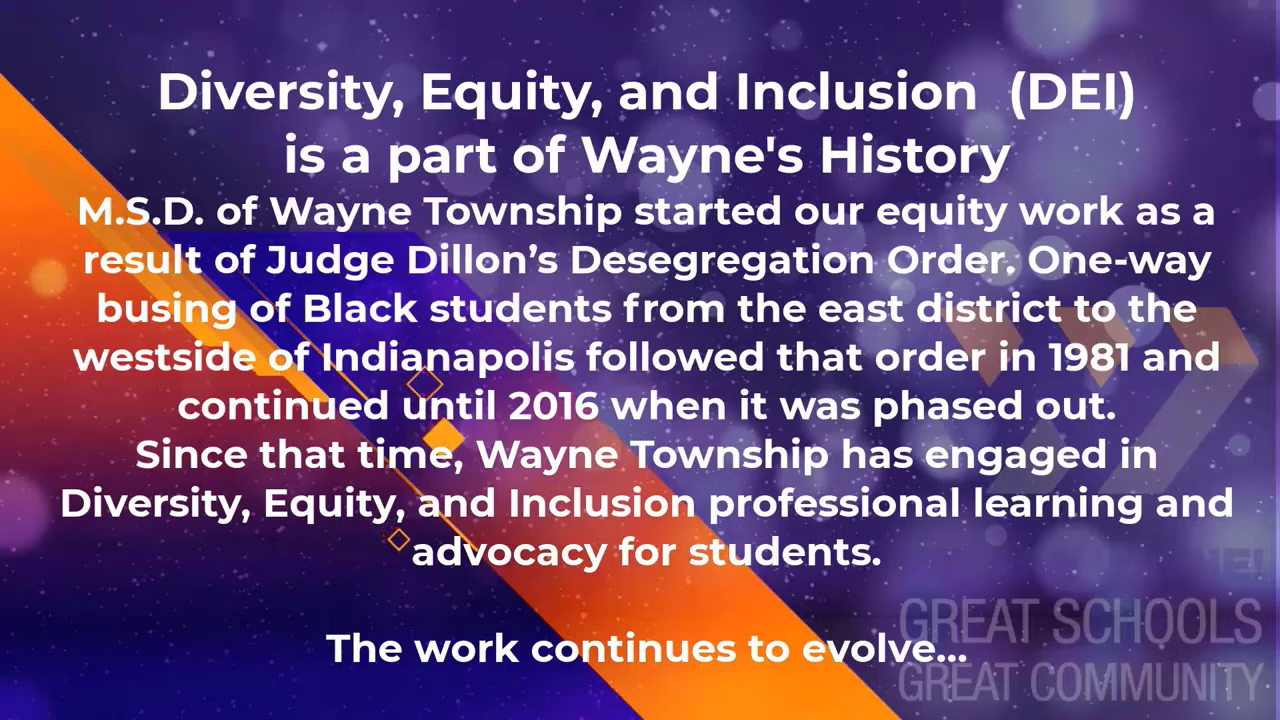 Diversity, Equity, and Inclusion (DEI)
is a part of Wayne's History
M.S.D. of Wayne Township started our equity work as a
result of Judge Dillon’s Desegregation Order. One-way
busing of Black students from the east district to the
westside of Indianapolis followed that order in 1981 and
continued until 2016 when it was phased out.
Since that time, Wayne Township has engaged in
Diversity, Equity, and Inclusion professional learning and
advocacy for students.
The work continues to evolve...
GREAT SCHOOLS
GREAT COMMUNITY